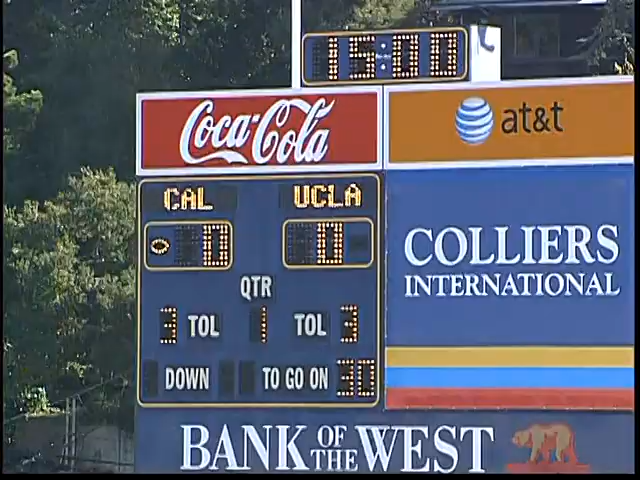 15:00
Coca-Cola
at&t
CAL UCLA
0 0
COLLIERS
INTERNATIONAL
QTR
3 TOL 1 TOL 3
DOWN TO GO ON 30
BANK OF THE WEST